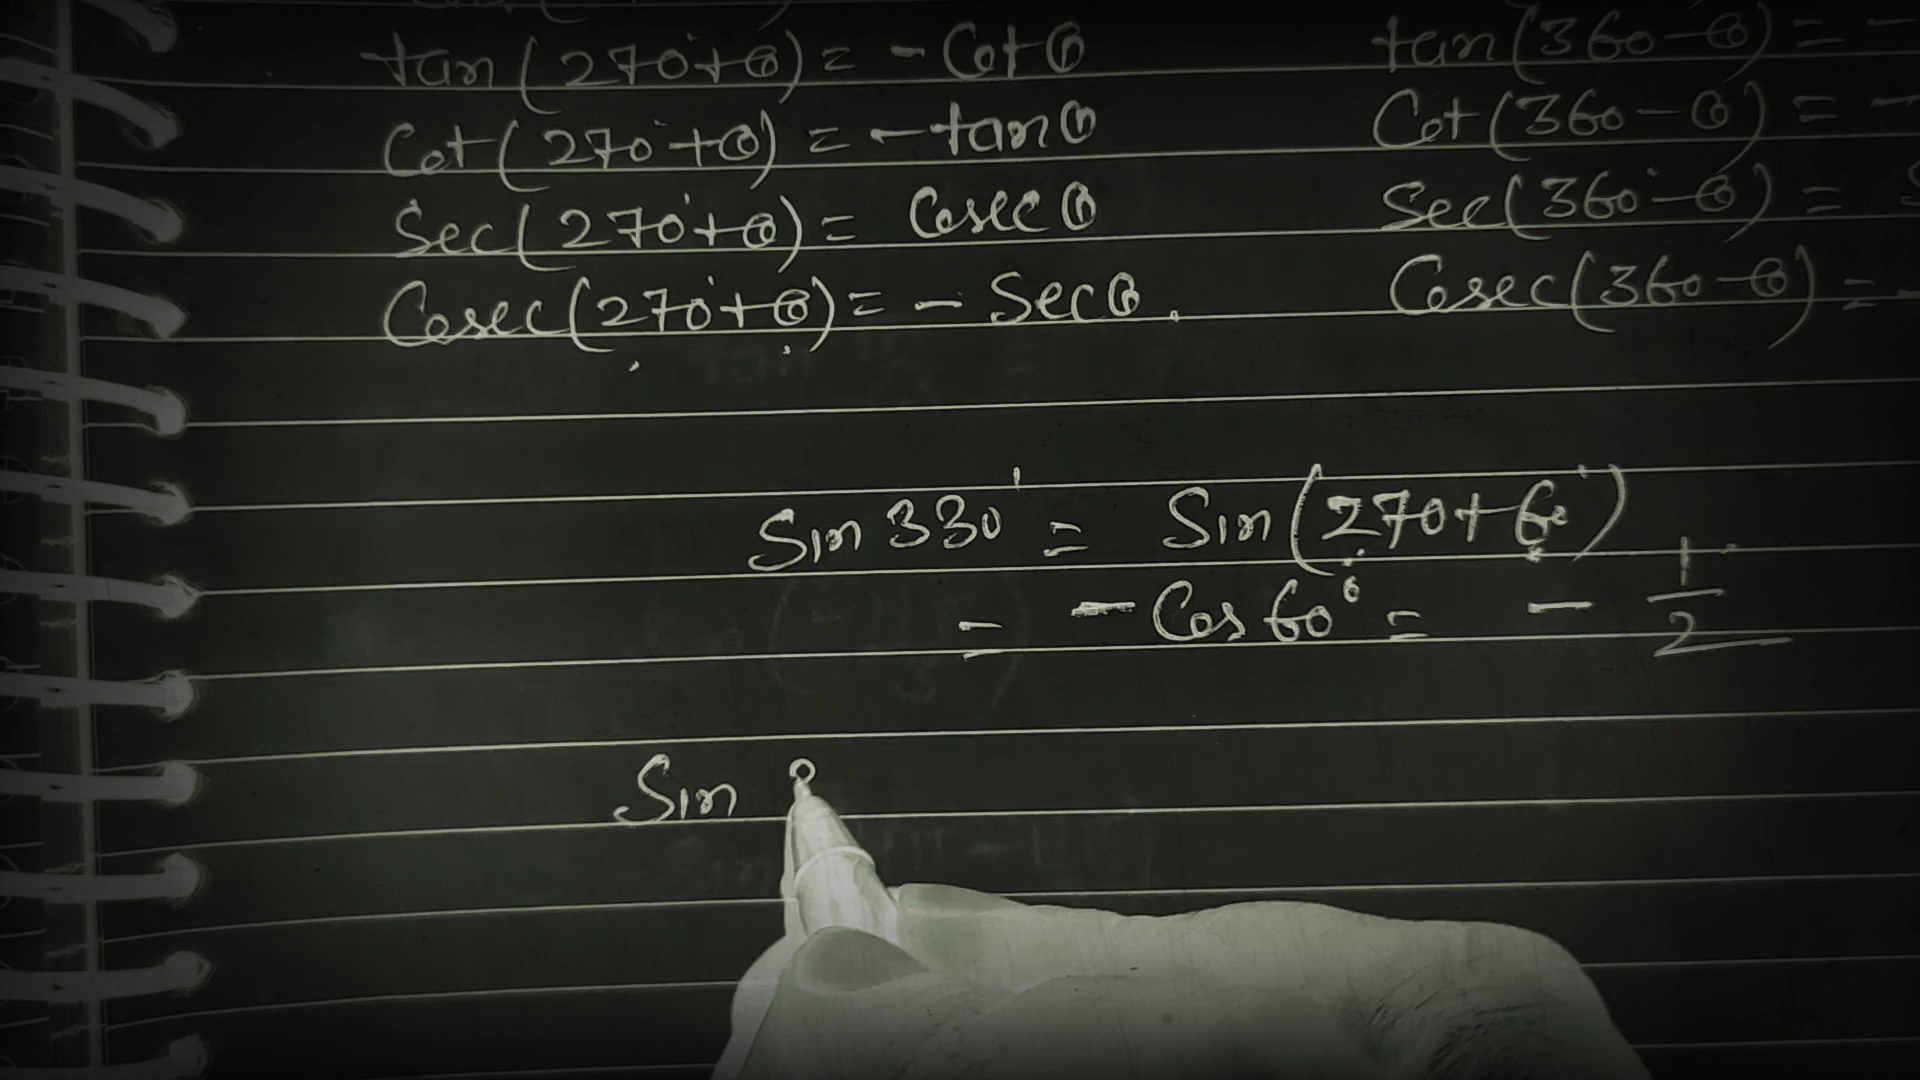 tan(270°+θ) = -Cot θ
Cot(270°+θ) = -tan θ
Sec(270°+θ) = Cosec θ
Cosec(270°+θ) = - Sec θ.
tan(360-θ) = -
Cot(360-θ) = -
Sec(360°-θ) = S
Cosec(360-θ) = -
Sin 330° = Sin(270+60°)
= - Cos 60° = - 1/2
Sin